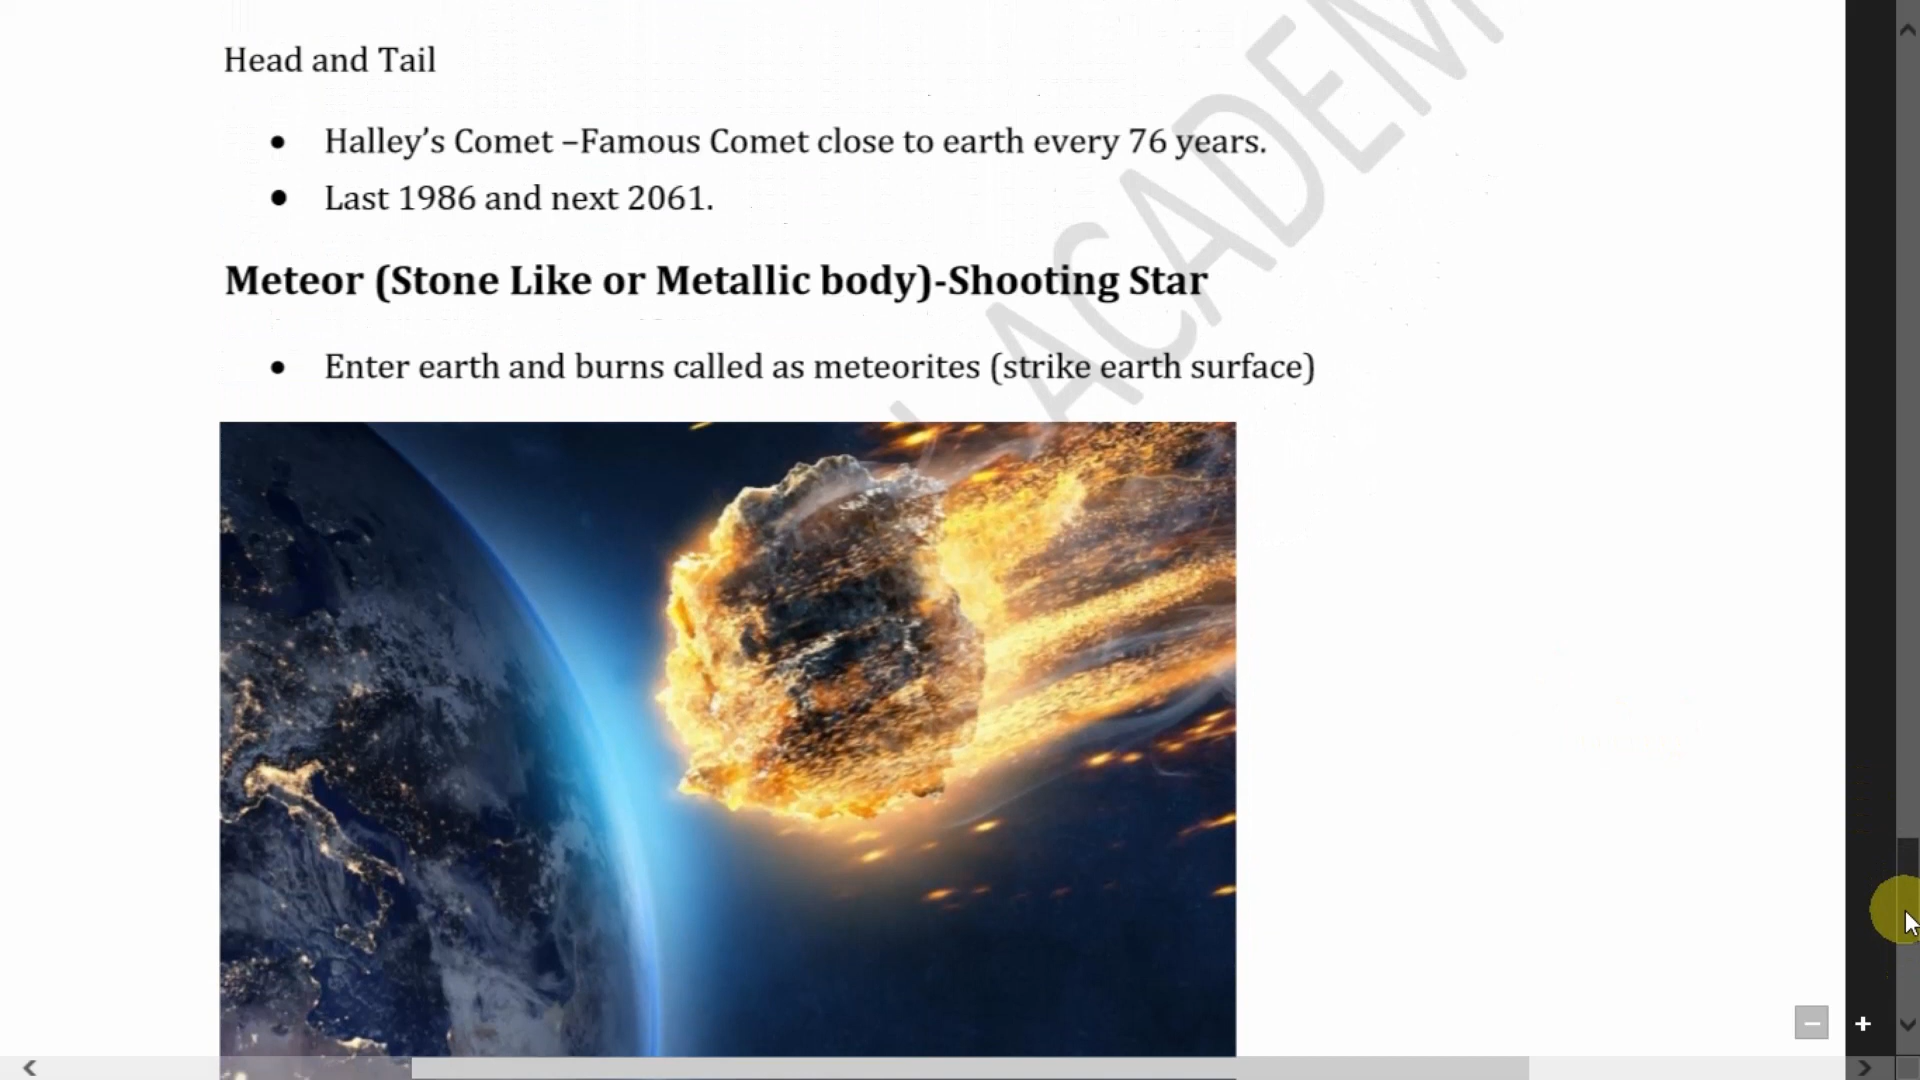 Head and Tail
• Halley’s Comet –Famous Comet close to earth every 76 years.
• Last 1986 and next 2061.
Meteor (Stone Like or Metallic body)-Shooting Star
• Enter earth and burns called as meteorites (strike earth surface)
ACADEM